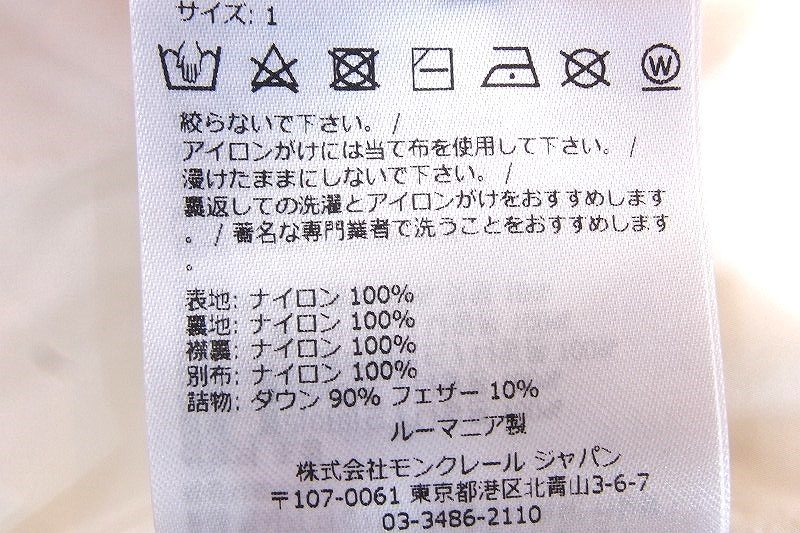 サイズ: 1
W
絞らないで下さい。 /
アイロンがけには当て布を使用して下さい。 /
浸けたままにしないで下さい。 /
裏返しての洗濯とアイロンがけをおすすめします
。 / 著名な専門業者で洗うことをおすすめします
。
表地: ナイロン 100%
裏地: ナイロン 100%
襟裏: ナイロン 100%
別布: ナイロン 100%
詰物: ダウン 90% フェザー 10%
ルーマニア製
株式会社モンクレール ジャパン
〒107-0061 東京都港区北青山3-6-7
03-3486-2110